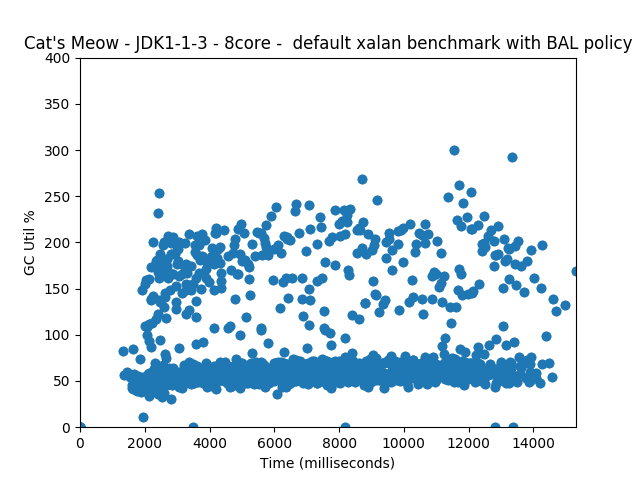 Cat's Meow - JDK1-1-3 - 8core -  default xalan benchmark with BAL policy
400
350
300
250
200
150
100
50
0
GC Util %
0 2000 4000 6000 8000 10000 12000 14000
Time (milliseconds)